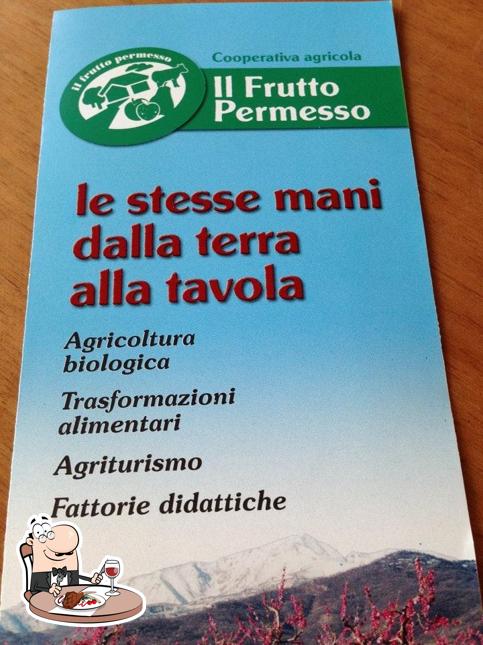 il frutto permesso
Cooperativa agricola
Il Frutto
Permesso
le stesse mani
dalla terra
alla tavola
Agricoltura
biologica
Trasformazioni
alimentari
Agriturismo
Fattorie didattiche